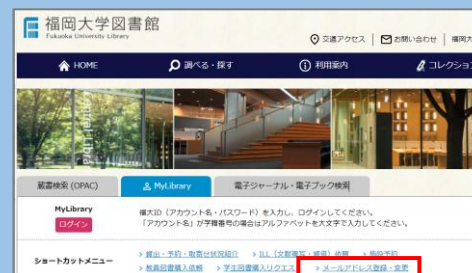 福岡大学図書館
Fukuoka University Library
交通アクセス
お問い合わせ
福岡大
HOME
調べる・探す
利用案内
コレクション
Central Library
蔵書検索 (OPAC)
MyLibrary
電子ジャーナル・電子ブック検索
MyLibrary
ログイン
福大ID（アカウント名・パスワード）を入力し、ログインしてください。
「アカウント名」が学籍番号の場合はアルファベットを大文字で入力してください。
ショートカットメニュー
> 貸出・予約・取寄せ状況紹介 > ILL（文献複写・貸借）依頼 > 施設予約
> 教員図書購入依頼 > 学生図書購入リクエスト > メールアドレス登録・変更